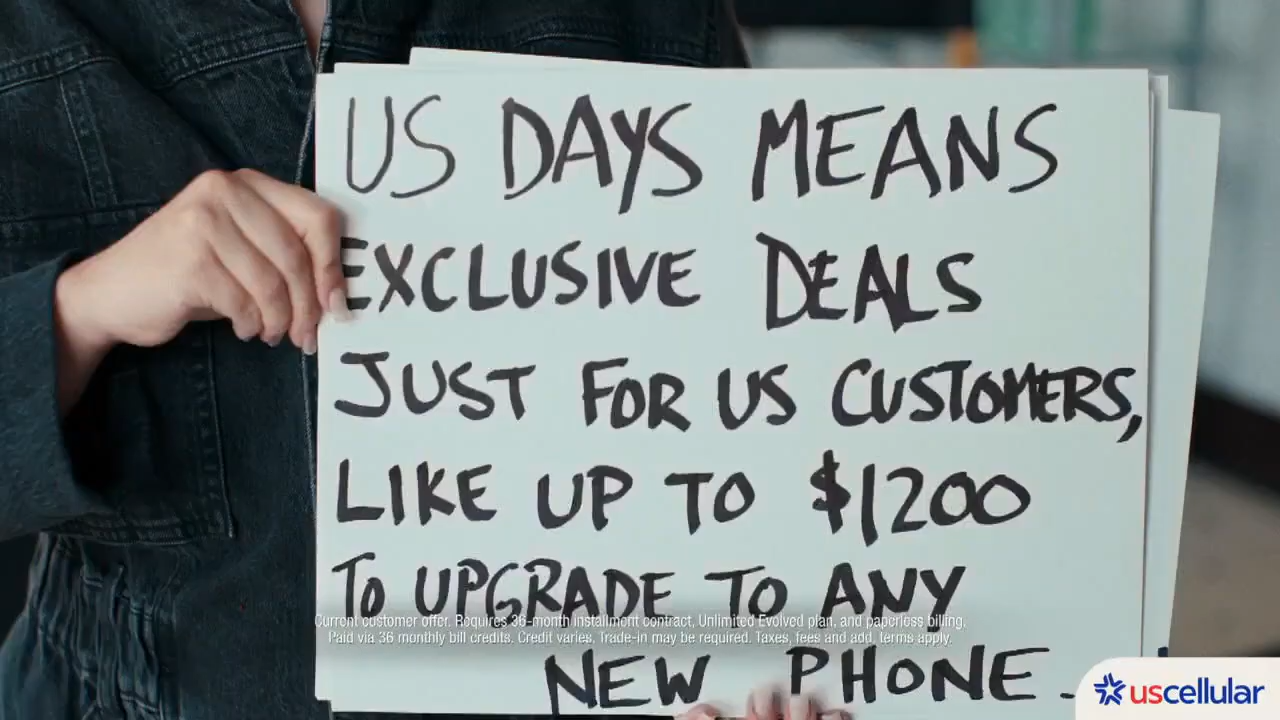 US DAYS MEANS
EXCLUSIVE DEALS
JUST FOR US CUSTOMERS,
LIKE UP TO $1200
TO UPGRADE TO ANY
NEW PHONE.
Current customer offer. Requires 36-month installment contract, Unlimited Evolved plan, and paperless billing.
Paid via 36 monthly bill credits. Credit varies. Trade-in may be required. Taxes, fees and add. terms apply.
uscellular